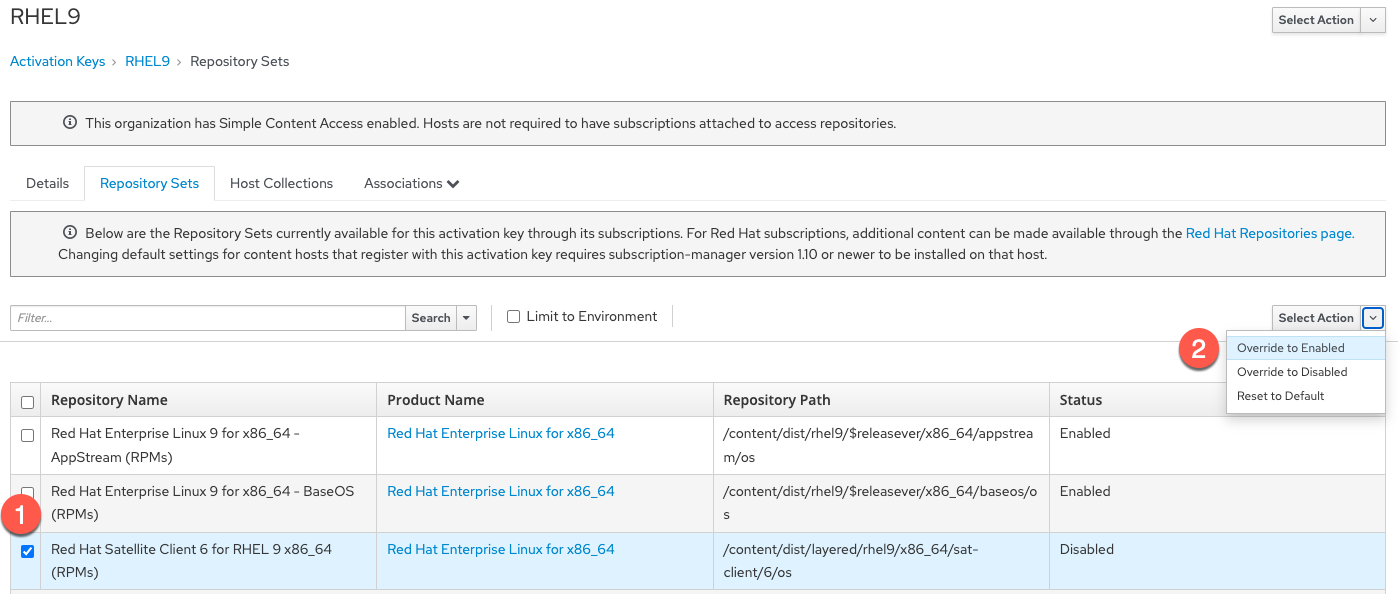 RHEL9
Select Action
Activation Keys › RHEL9 › Repository Sets
This organization has Simple Content Access enabled. Hosts are not required to have subscriptions attached to access repositories.
Details Repository Sets Host Collections Associations
Below are the Repository Sets currently available for this activation key through its subscriptions. For Red Hat subscriptions, additional content can be made available through the Red Hat Repositories page.
Changing default settings for content hosts that register with this activation key requires subscription-manager version 1.10 or newer to be installed on that host.
Filter... Search Limit to Environment Select Action
2
Override to Enabled
Override to Disabled
Reset to Default
Repository Name Product Name Repository Path Status
Red Hat Enterprise Linux 9 for x86_64 - Red Hat Enterprise Linux for x86_64 /content/dist/rhel9/$releasever/x86_64/appstrea Enabled
AppStream (RPMs) m/os
Red Hat Enterprise Linux 9 for x86_64 - BaseOS Red Hat Enterprise Linux for x86_64 /content/dist/rhel9/$releasever/x86_64/baseos/o Enabled
(RPMs) s
1
Red Hat Satellite Client 6 for RHEL 9 x86_64 Red Hat Enterprise Linux for x86_64 /content/dist/layered/rhel9/x86_64/sat- Disabled
(RPMs) client/6/os